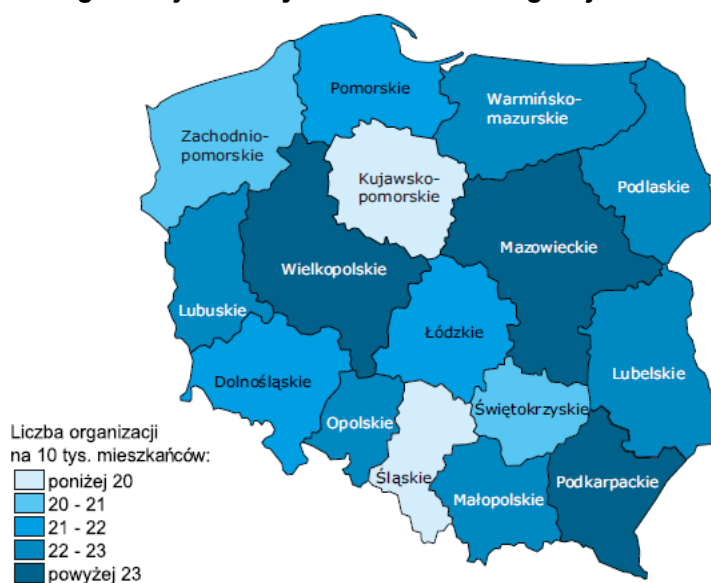 Pomorskie
Warmińsko-
mazurskie
Zachodnio-
pomorskie
Kujawsko-
pomorskie
Podlaskie
Mazowieckie
Wielkopolskie
Lubuskie
Łódzkie
Lubelskie
Dolnośląskie
Świętokrzyskie
Opolskie
Śląskie
Podkarpackie
Małopolskie
Liczba organizacji
na 10 tys. mieszkańców:
poniżej 20
20 - 21
21 - 22
22 - 23
powyżej 23